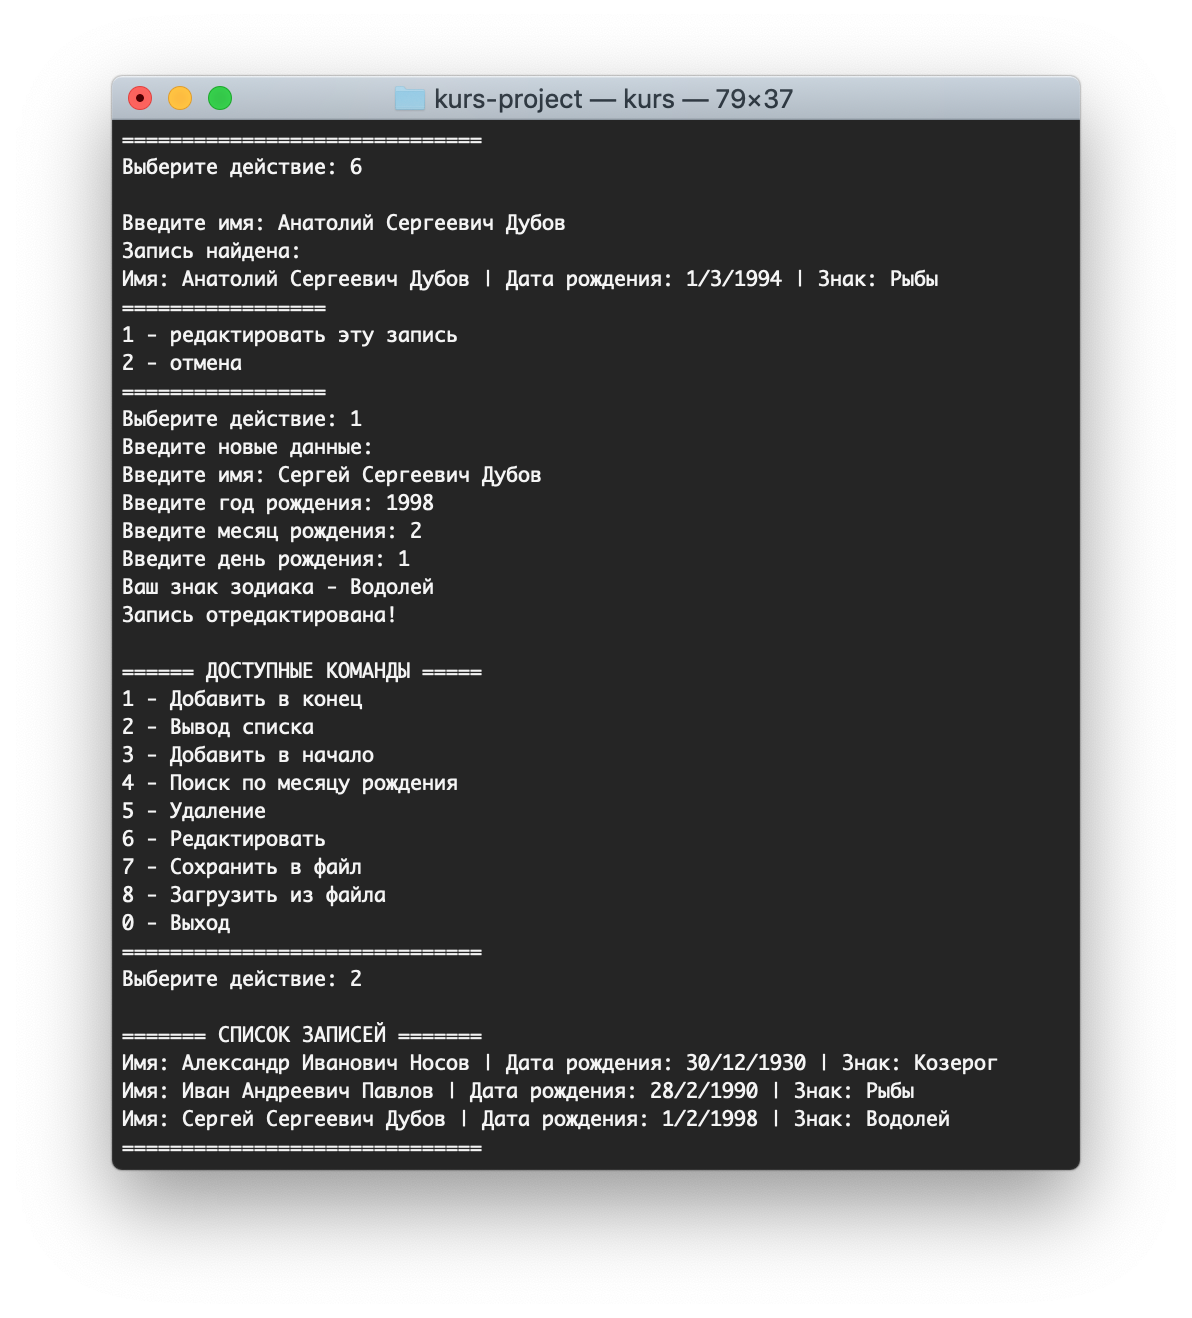 kurs-project — kurs — 79×37
==============================
Выберите действие: 6
Введите имя: Анатолий Сергеевич Дубов
Запись найдена:
Имя: Анатолий Сергеевич Дубов | Дата рождения: 1/3/1994 | Знак: Рыбы
=================
1 - редактировать эту запись
2 - отмена
=================
Выберите действие: 1
Введите новые данные:
Введите имя: Сергей Сергеевич Дубов
Введите год рождения: 1998
Введите месяц рождения: 2
Введите день рождения: 1
Ваш знак зодиака - Водолей
Запись отредактирована!
====== ДОСТУПНЫЕ КОМАНДЫ =====
1 - Добавить в конец
2 - Вывод списка
3 - Добавить в начало
4 - Поиск по месяцу рождения
5 - Удаление
6 - Редактировать
7 - Сохранить в файл
8 - Загрузить из файла
0 - Выход
==============================
Выберите действие: 2
======= СПИСОК ЗАПИСЕЙ =======
Имя: Александр Иванович Носов | Дата рождения: 30/12/1930 | Знак: Козерог
Имя: Иван Андреевич Павлов | Дата рождения: 28/2/1990 | Знак: Рыбы
Имя: Сергей Сергеевич Дубов | Дата рождения: 1/2/1998 | Знак: Водолей
==============================